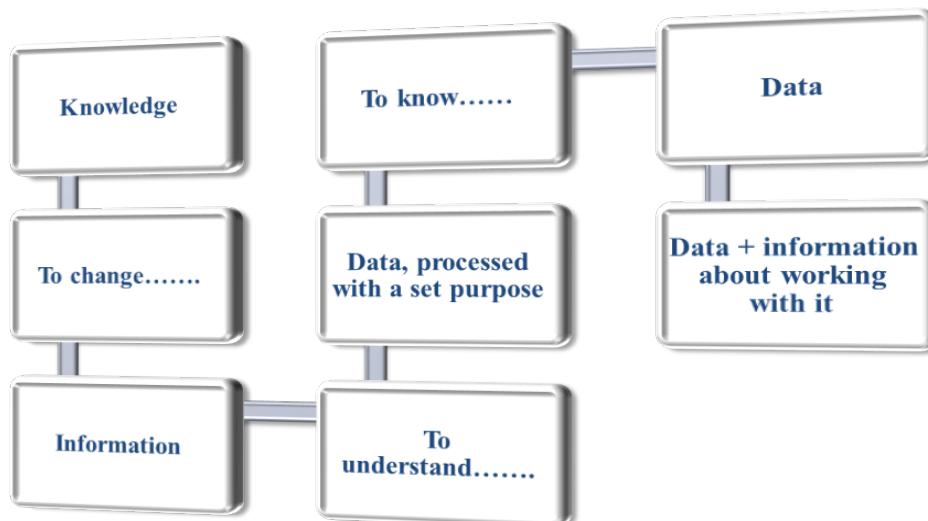 Knowledge
To change…….
Information
To
understand…….
Data, processed
with a set purpose
To know……
Data
Data + information
about working
with it